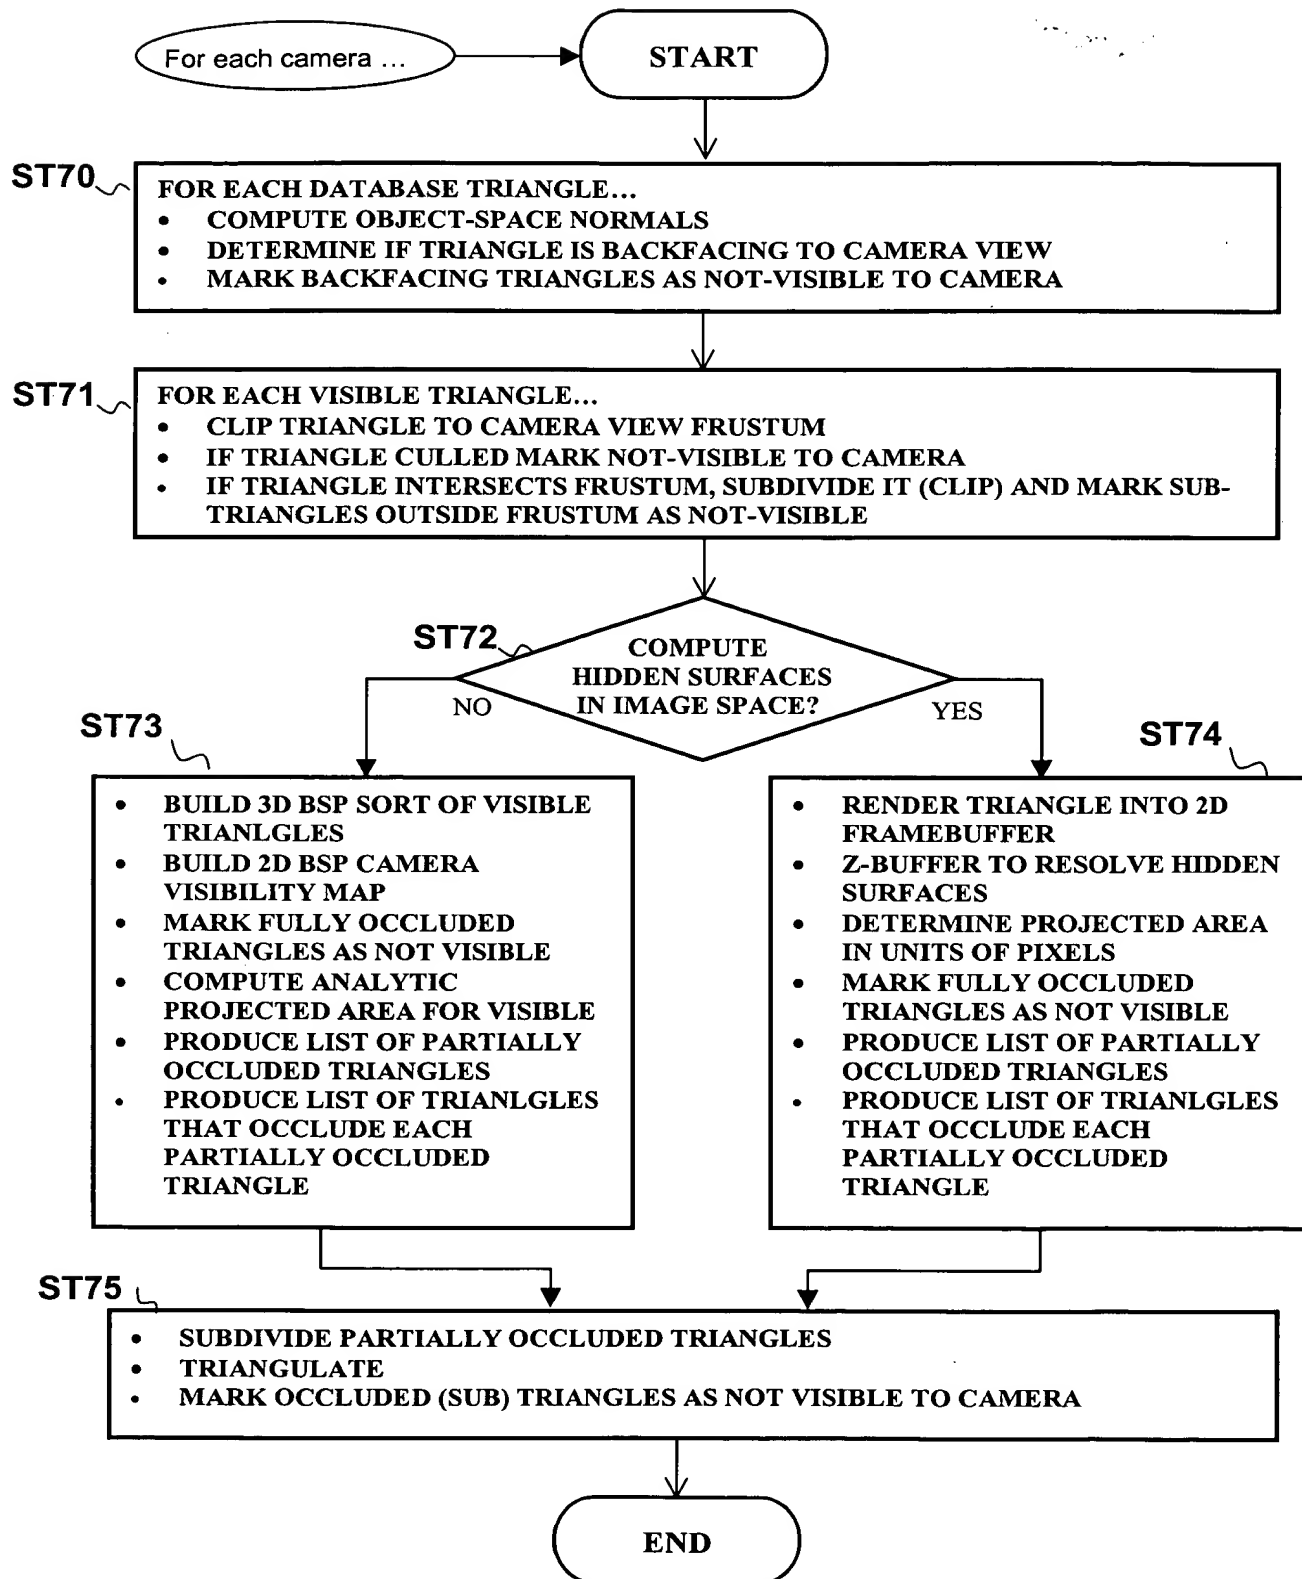 For each camera ...
START
ST70
FOR EACH DATABASE TRIANGLE...
• COMPUTE OBJECT-SPACE NORMALS
• DETERMINE IF TRIANGLE IS BACKFACING TO CAMERA VIEW
• MARK BACKFACING TRIANGLES AS NOT-VISIBLE TO CAMERA
ST71
FOR EACH VISIBLE TRIANGLE...
• CLIP TRIANGLE TO CAMERA VIEW FRUSTUM
• IF TRIANGLE CULLED MARK NOT-VISIBLE TO CAMERA
• IF TRIANGLE INTERSECTS FRUSTUM, SUBDIVIDE IT (CLIP) AND MARK SUB-
TRIANGLES OUTSIDE FRUSTUM AS NOT-VISIBLE
ST72
COMPUTE
HIDDEN SURFACES
IN IMAGE SPACE?
NO
YES
ST73
• BUILD 3D BSP SORT OF VISIBLE
TRIANLGLES
• BUILD 2D BSP CAMERA
VISIBILITY MAP
• MARK FULLY OCCLUDED
TRIANGLES AS NOT VISIBLE
• COMPUTE ANALYTIC
PROJECTED AREA FOR VISIBLE
• PRODUCE LIST OF PARTIALLY
OCCLUDED TRIANGLES
• PRODUCE LIST OF TRIANLGLES
THAT OCCLUDE EACH
PARTIALLY OCCLUDED
TRIANGLE
ST74
• RENDER TRIANGLE INTO 2D
FRAMEBUFFER
• Z-BUFFER TO RESOLVE HIDDEN
SURFACES
• DETERMINE PROJECTED AREA
IN UNITS OF PIXELS
• MARK FULLY OCCLUDED
TRIANGLES AS NOT VISIBLE
• PRODUCE LIST OF PARTIALLY
OCCLUDED TRIANGLES
• PRODUCE LIST OF TRIANLGLES
THAT OCCLUDE EACH
PARTIALLY OCCLUDED
TRIANGLE
ST75
• SUBDIVIDE PARTIALLY OCCLUDED TRIANGLES
• TRIANGULATE
• MARK OCCLUDED (SUB) TRIANGLES AS NOT VISIBLE TO CAMERA
END